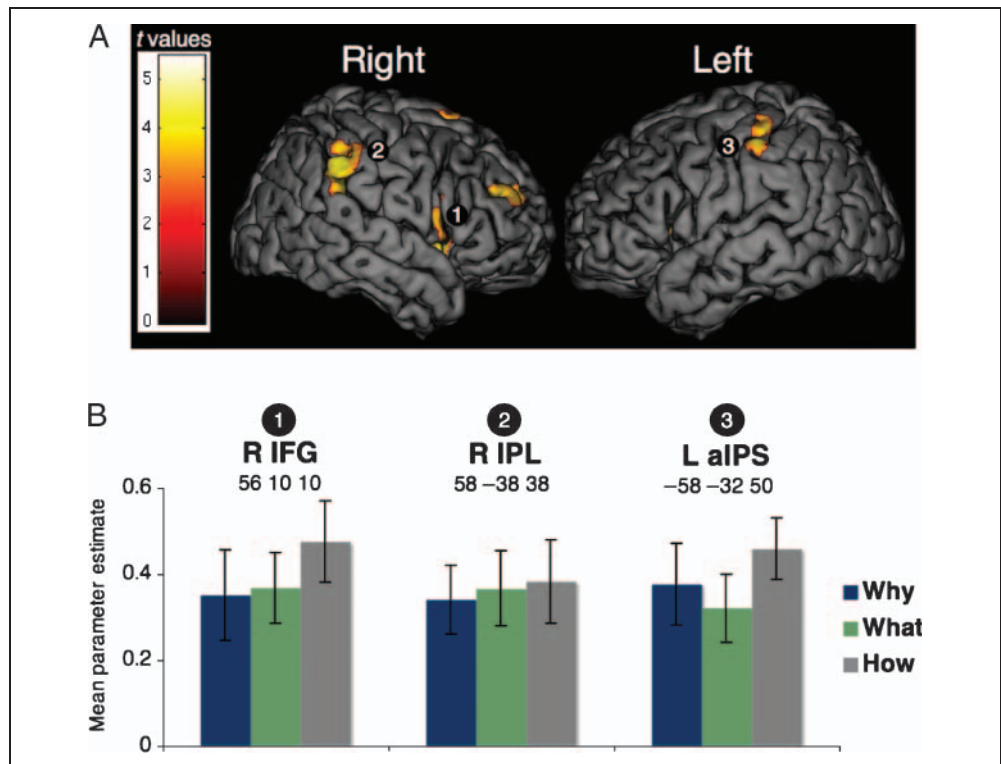 A
t values
5
4
3
2
1
0
Right
Left
2
1
3
B
1
2
3
R IFG
R IPL
L aIPS
56 10 10
58 −38 38
−58 −32 50
Mean parameter estimate
0.6
0.4
0.2
0
Why
What
How